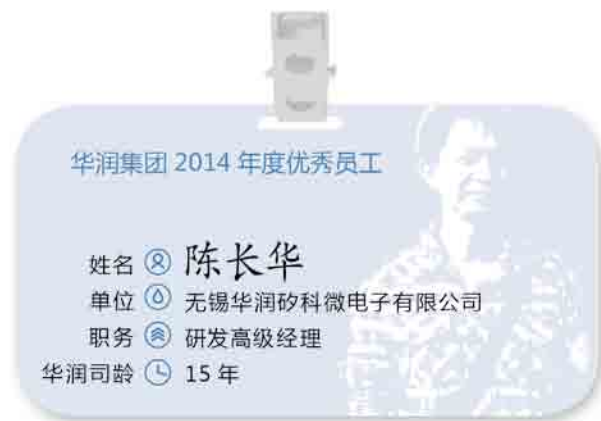 华润集团 2014 年度优秀员工
姓名 陈长华
单位 无锡华润矽科微电子有限公司
职务 研发高级经理
华润司龄 15 年